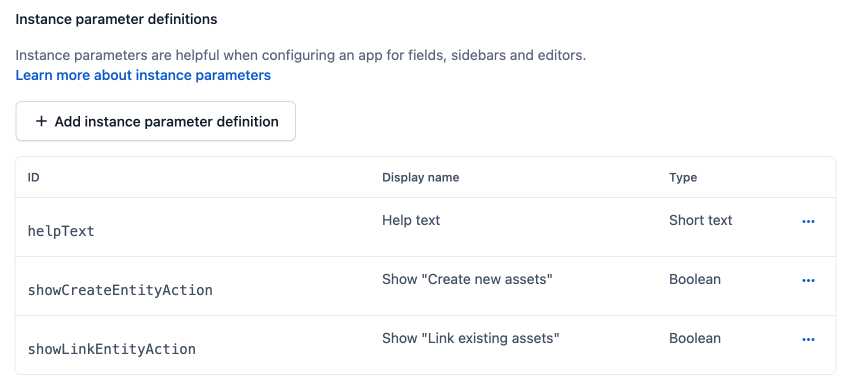 Instance parameter definitions
Instance parameters are helpful when configuring an app for fields, sidebars and editors.
Learn more about instance parameters
+ Add instance parameter definition
ID Display name Type
helpText Help text Short text ...
showCreateEntityAction Show "Create new assets" Boolean ...
showLinkEntityAction Show "Link existing assets" Boolean ...